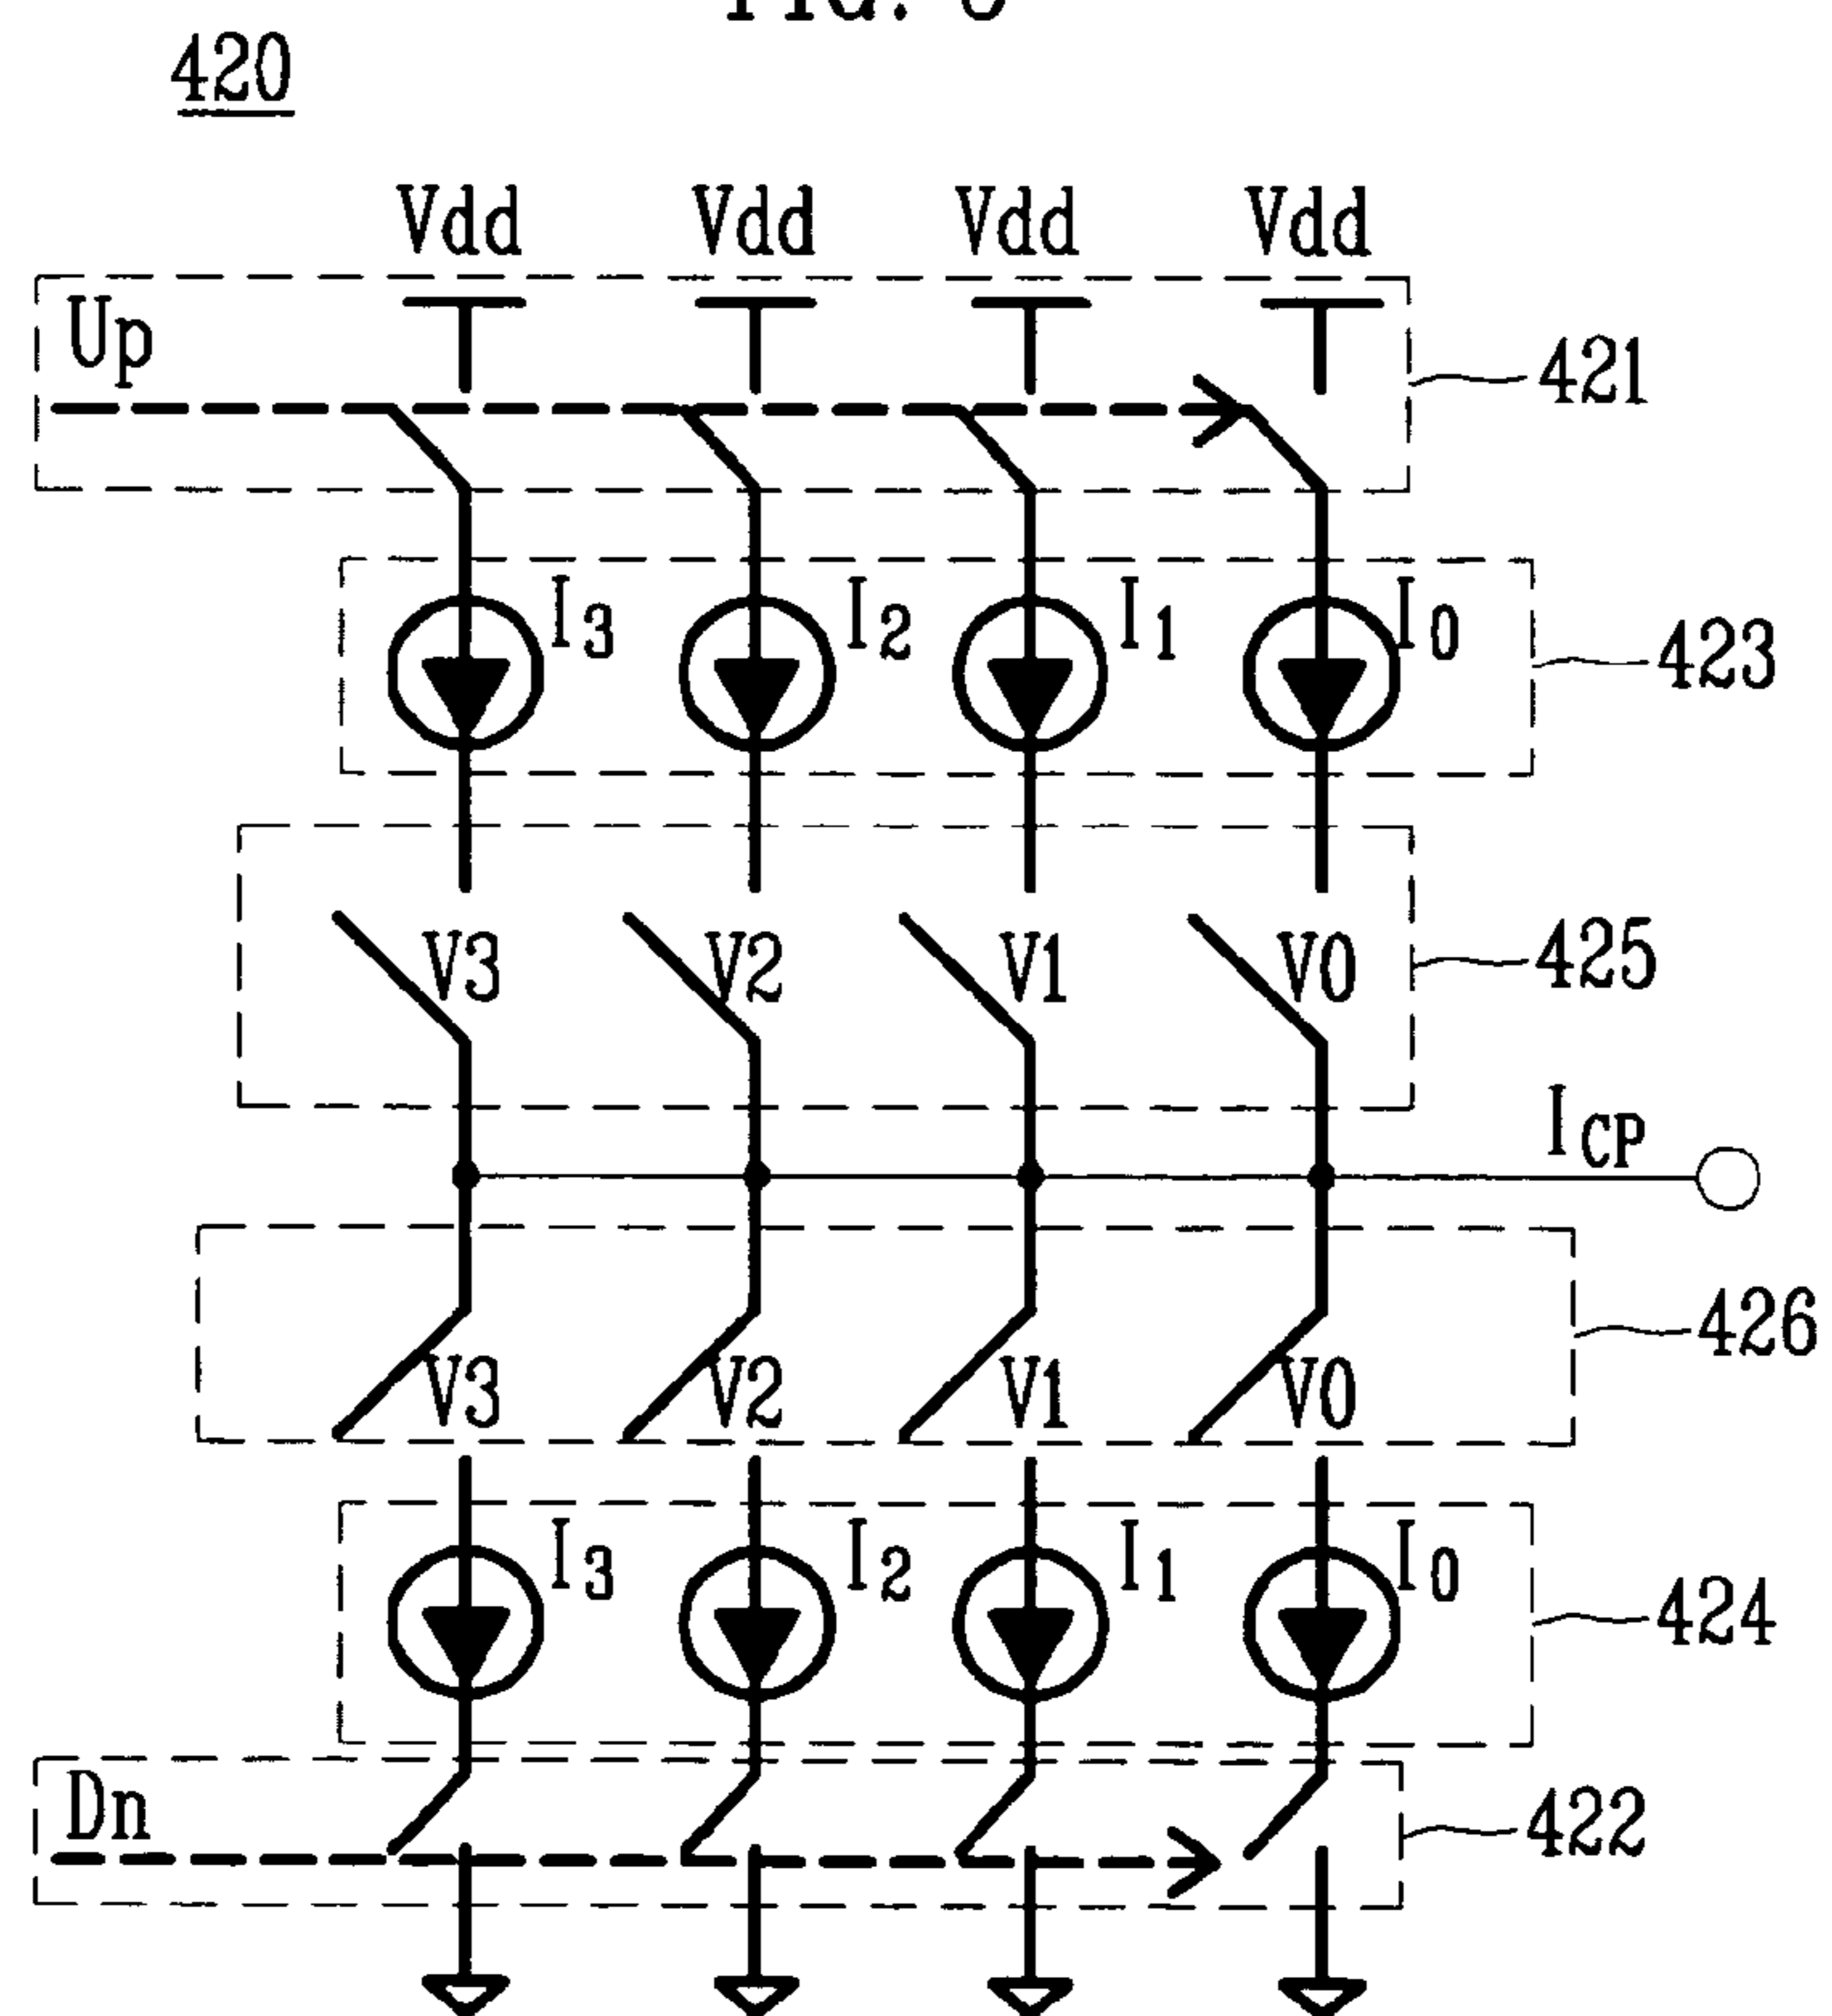 420
Vdd Vdd Vdd Vdd
Up
421
I3 I2 I1 I0
423
V3 V2 V1 V0
425
ICP
V3 V2 V1 V0
426
I3 I2 I1 I0
424
Dn
422